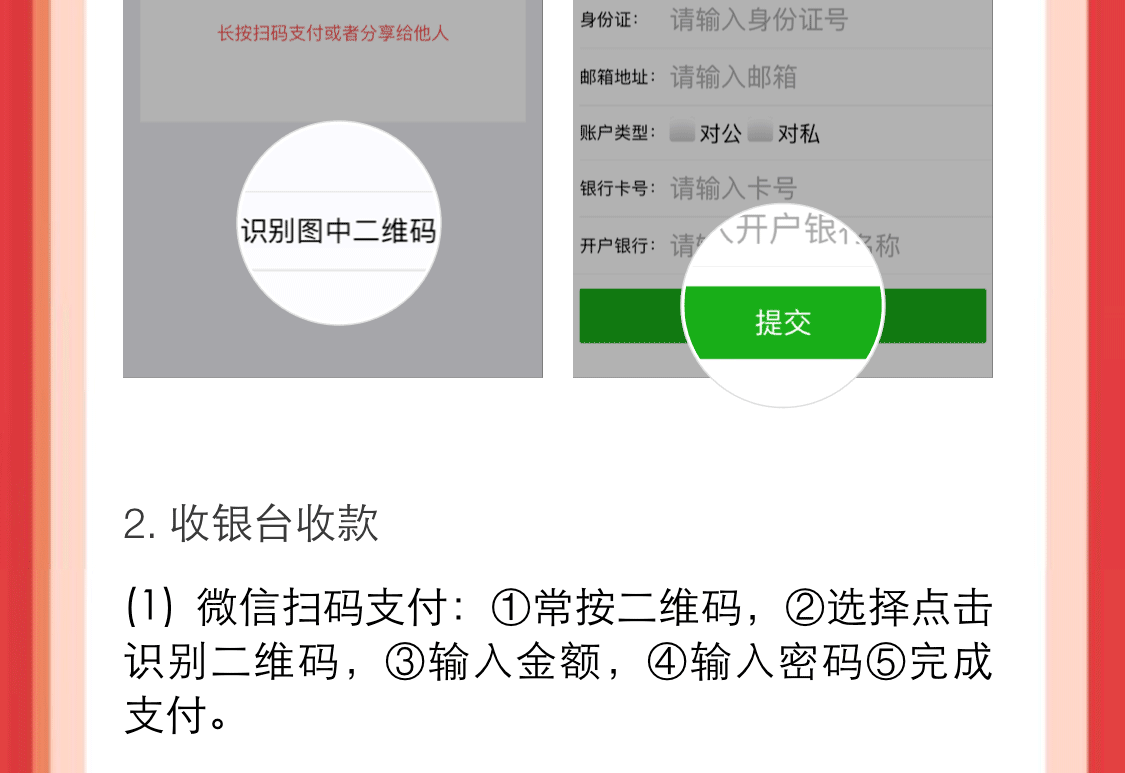 长按扫码支付或者分享给他人
识别图中二维码
身份证： 请输入身份证号
邮箱地址： 请输入邮箱
账户类型： 对公 对私
银行卡号： 请输入卡号
入开户银
开户银行： 请 名称
提交
2. 收银台收款
(1) 微信扫码支付：①常按二维码，②选择点击
识别二维码，③输入金额，④输入密码⑤完成
支付。